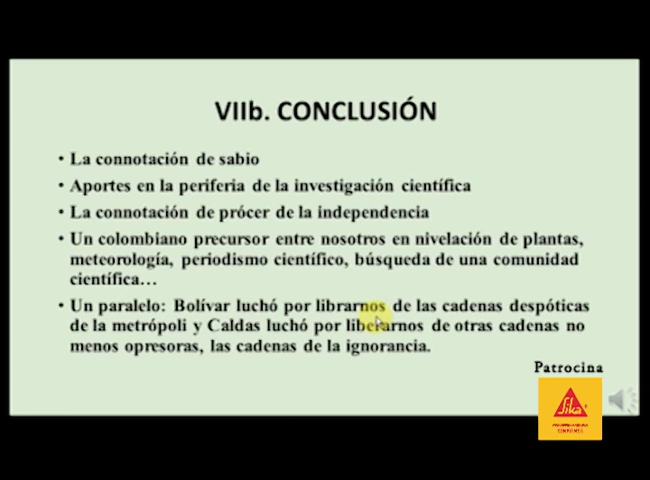 VIIb. CONCLUSIÓN
• La connotación de sabio
• Aportes en la periferia de la investigación científica
• La connotación de prócer de la independencia
• Un colombiano precursor entre nosotros en nivelación de plantas,
meteorología, periodismo científico, búsqueda de una comunidad
científica…
• Un paralelo: Bolívar luchó por librarnos de las cadenas despóticas
de la metrópoli y Caldas luchó por liberarnos de otras cadenas no
menos opresoras, las cadenas de la ignorancia.
Patrocina
Sika